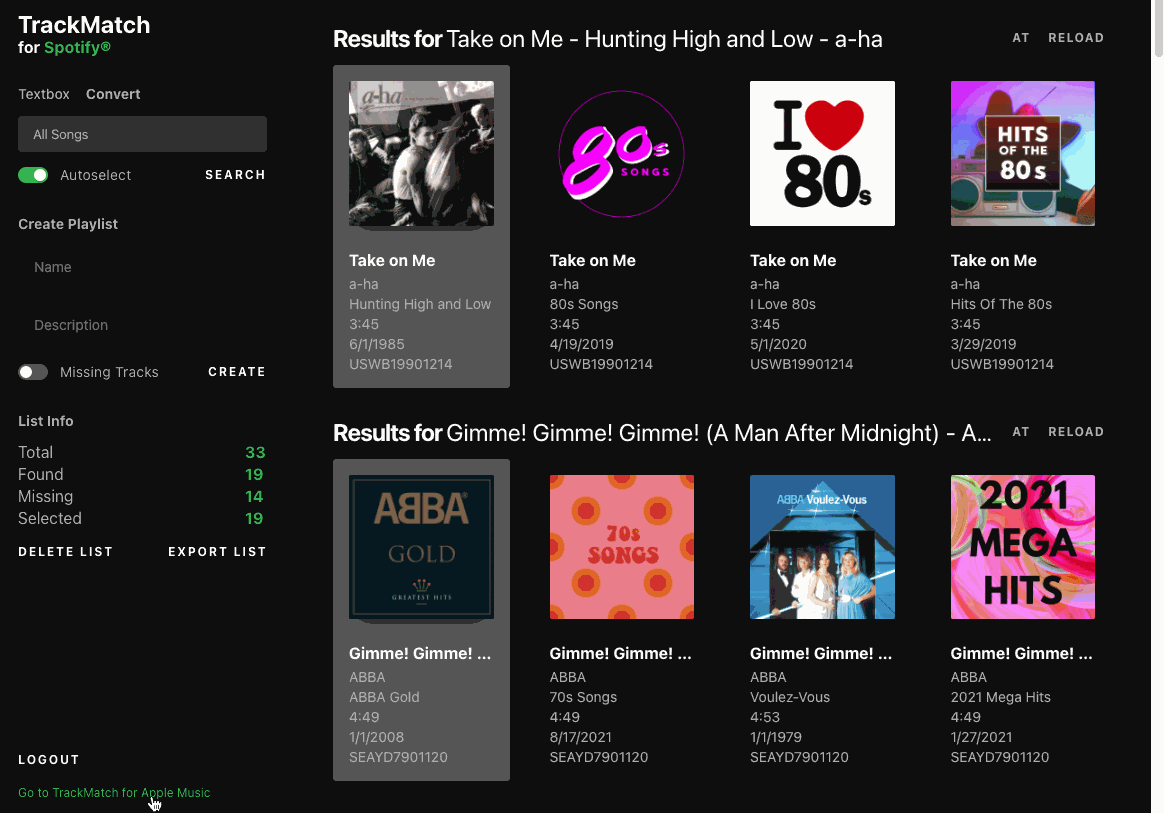 TrackMatch
for Spotify®
Textbox Convert
All Songs
Autoselect SEARCH
Create Playlist
Name
Description
Missing Tracks CREATE
List Info
Total 33
Found 19
Missing 14
Selected 19
DELETE LIST EXPORT LIST
LOGOUT
Go to TrackMatch for Apple Music
Results for Take on Me - Hunting High and Low - a-ha AT RELOAD
a-ha
80s
SONGS
I
80s
HITS
OF THE
80s
Take on Me
a-ha
Hunting High and Low
3:45
6/1/1985
USWB19901214
Take on Me
a-ha
80s Songs
3:45
4/19/2019
USWB19901214
Take on Me
a-ha
I Love 80s
3:45
5/1/2020
USWB19901214
Take on Me
a-ha
Hits Of The 80s
3:45
3/29/2019
USWB19901214
Results for Gimme! Gimme! Gimme! (A Man After Midnight) - A... AT RELOAD
ABBA
GOLD
GREATEST HITS
70s
SONGS
ABBA Voulez-Vous
2021
MEGA
HITS
Gimme! Gimme! ...
ABBA
ABBA Gold
4:49
1/1/2008
SEAYD7901120
Gimme! Gimme! ...
ABBA
70s Songs
4:49
8/17/2021
SEAYD7901120
Gimme! Gimme! ...
ABBA
Voulez-Vous
4:53
1/1/1979
SEAYD7901120
Gimme! Gimme! ...
ABBA
2021 Mega Hits
4:49
1/27/2021
SEAYD7901120